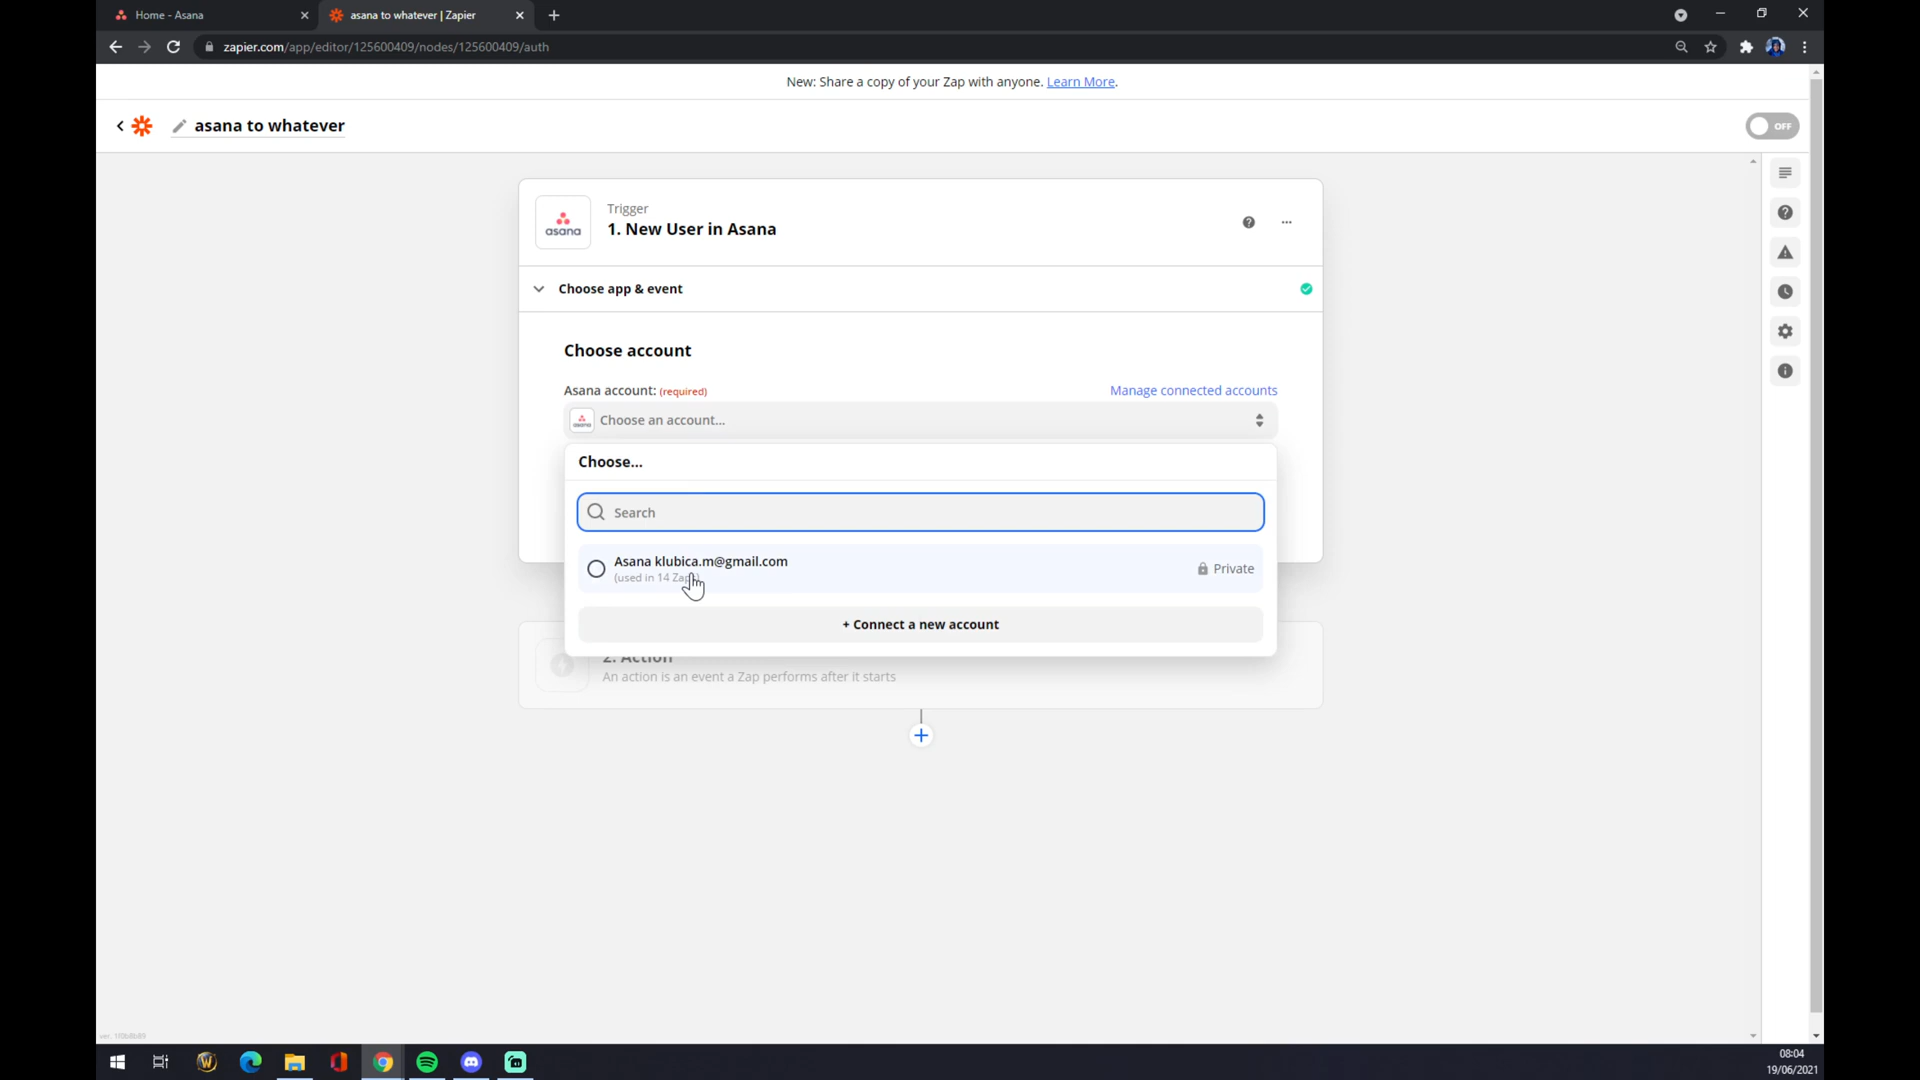 Home - Asana
asana to whatever | Zapier
zapier.com/app/editor/125600409/nodes/125600409/auth
New: Share a copy of your Zap with anyone. Learn More.
asana to whatever
OFF
asana
Trigger
1. New User in Asana
Choose app & event
Choose account
Asana account: (required)
Manage connected accounts
asana
Choose an account...
Choose...
Search
Asana klubica.m@gmail.com
(used in 14
Private
+ Connect a new account
2. Action
An action is an event a Zap performs after it starts
08:04
19/06/2021